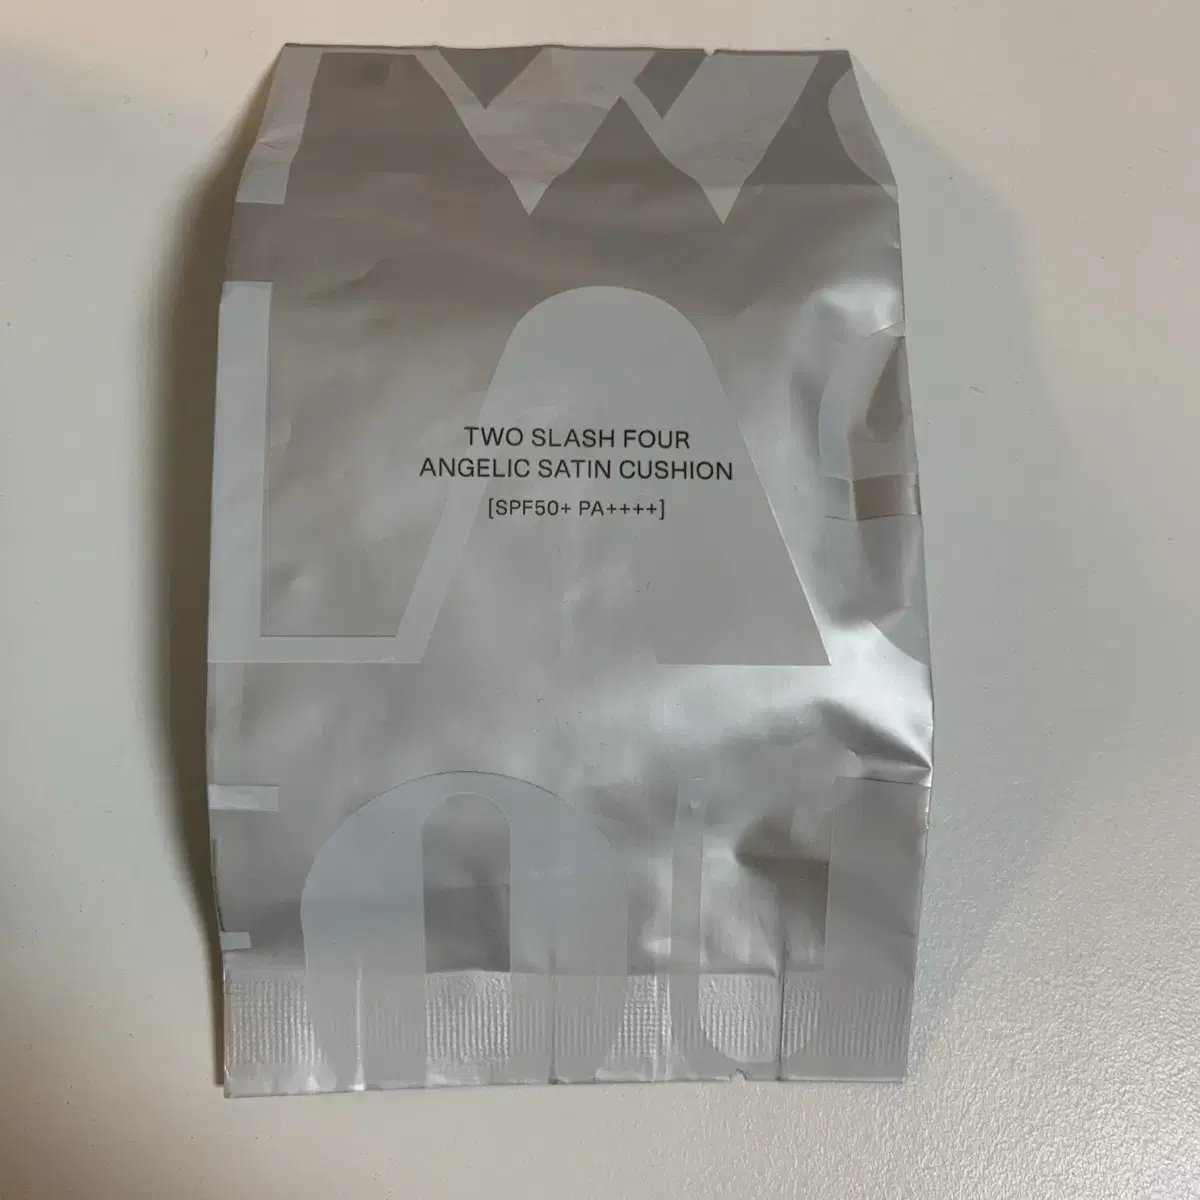 TWO SLASH FOUR
ANGELIC SATIN CUSHION
[SPF50+ PA++++]